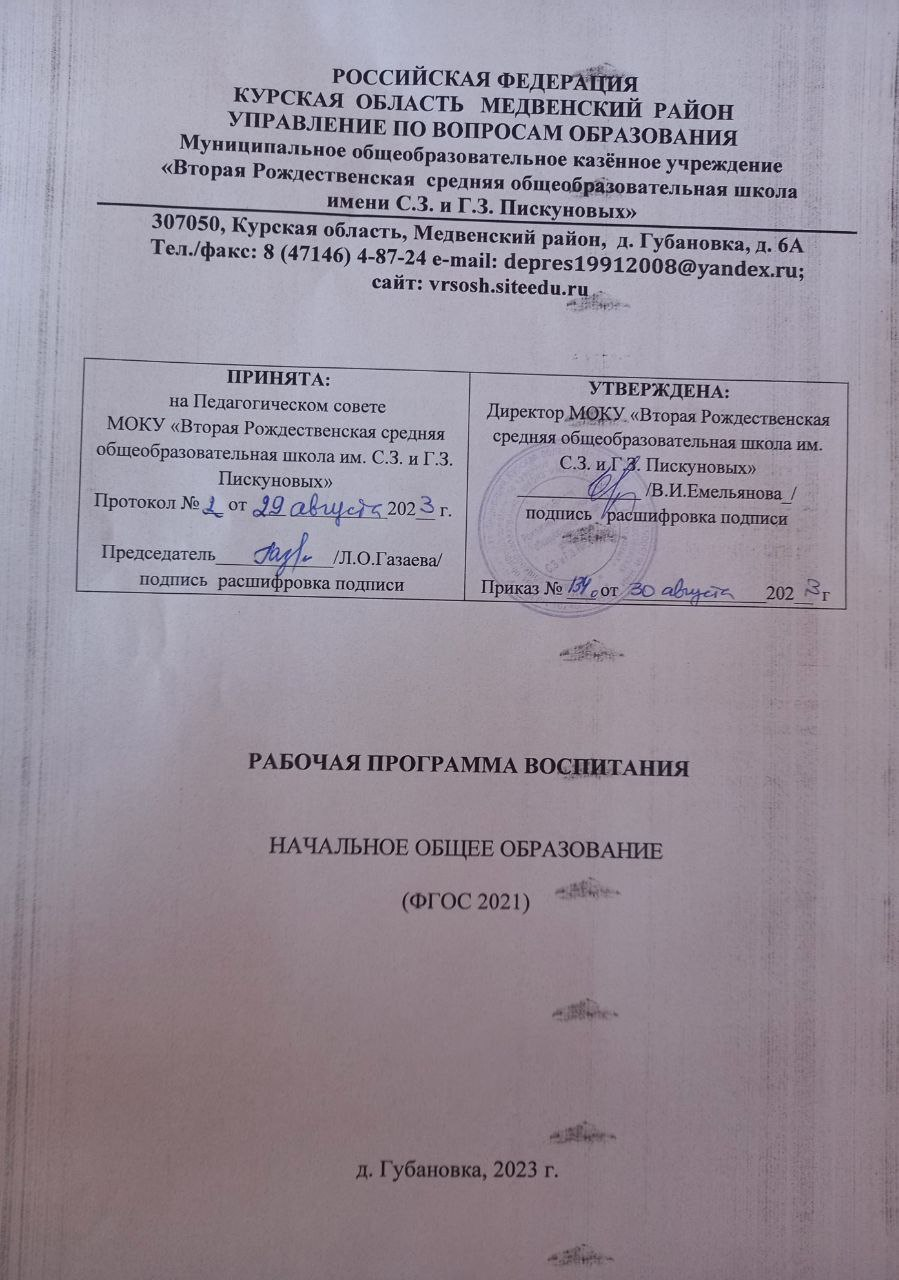 РОССИЙСКАЯ ФЕДЕРАЦИЯ
КУРСКАЯ ОБЛАСТЬ МЕДВЕНСКИЙ РАЙОН
УПРАВЛЕНИЕ ПО ВОПРОСАМ ОБРАЗОВАНИЯ
Муниципальное общеобразовательное казённое учреждение
«Вторая Рождественская средняя общеобразовательная школа
имени С.З. и Г.З. Пискуновых»
307050, Курская область, Медвенский район, д. Губановка, д. 6А
Тел./факс: 8 (47146) 4-87-24 e-mail: depres19912008@yandex.ru;
сайт: vrsosh.siteedu.ru
ПРИНЯТА:
на Педагогическом совете
МОКУ «Вторая Рождественская средняя
общеобразовательная школа им. С.З. и Г.З.
Пискуновых»
Протокол № 2 от 29 августа 2023 г.
Председатель /Л.О.Газаева/
подпись расшифровка подписи
УТВЕРЖДЕНА:
Директор МОКУ «Вторая Рождественская
средняя общеобразовательная школа им.
С.З. и Г.З. Пискуновых»
/В.И.Емельянова /
подпись расшифровка подписи
Приказ № от 30 августа 2023 г
РАБОЧАЯ ПРОГРАММА ВОСПИТАНИЯ
НАЧАЛЬНОЕ ОБЩЕЕ ОБРАЗОВАНИЕ
(ФГОС 2021)
д. Губановка, 2023 г.